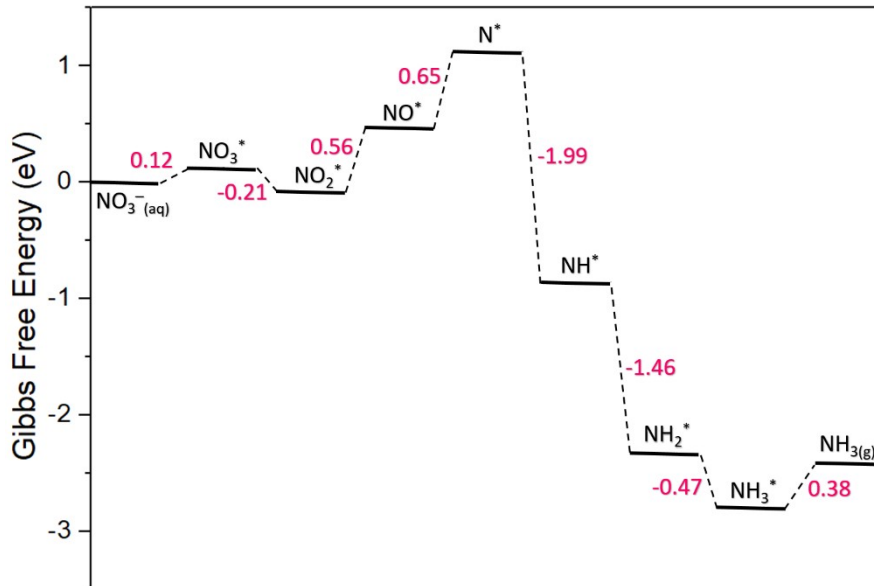 Gibbs Free Energy (eV)
1
0
-1
-2
-3
NO₃⁻(aq)
0.12
NO₃*
-0.21
NO₂*
0.56
NO*
0.65
N*
-1.99
NH*
-1.46
NH₂*
-0.47
NH₃*
0.38
NH₃(g)